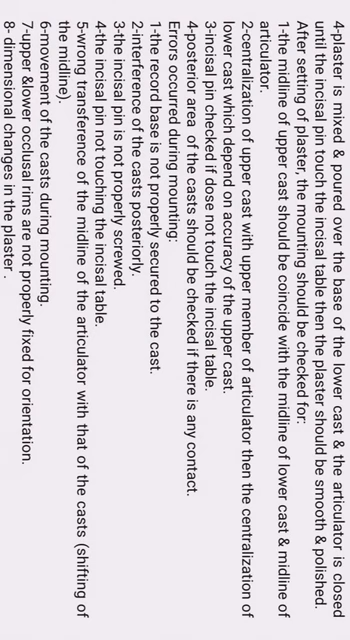 4-plaster is mixed & poured over the base of the lower cast & the articulator is closed
until the incisal pin touch the incisal table then the plaster should be smooth & polished.
After setting of plaster, the mounting should be checked for:
1-the midline of upper cast should be coincide with the midline of lower cast & midline of
articulator.
2-centralization of upper cast with upper member of articulator then the centralization of
lower cast which depend on accuracy of the upper cast.
3-incisal pin checked if dose not touch the incisal table.
4-posterior area of the casts should be checked if there is any contact.
Errors occurred during mounting:
1-the record base is not properly secured to the cast.
2-interference of the casts posteriorly.
3-the incisal pin is not properly screwed.
4-the incisal pin not touching the incisal table.
5-wrong transference of the midline of the articulator with that of the casts (shifting of
the midline).
6-movement of the casts during mounting.
7-upper &lower occlusal rims are not properly fixed for orientation.
8- dimensional changes in the plaster .